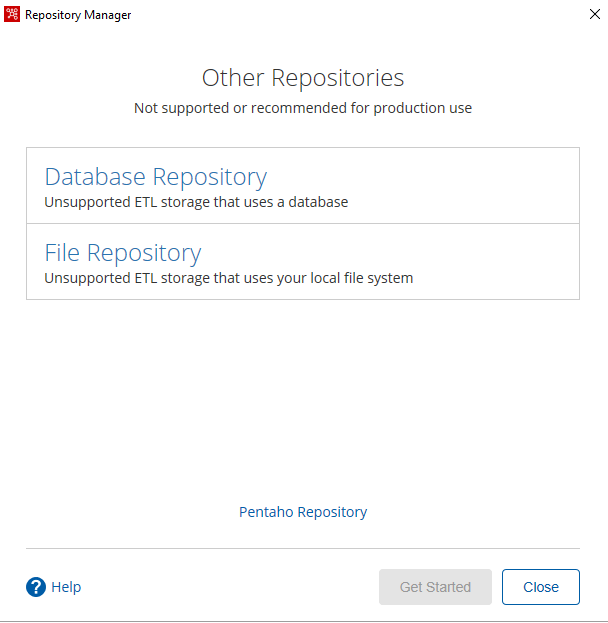 Repository Manager
Other Repositories
Not supported or recommended for production use
Database Repository
Unsupported ETL storage that uses a database
File Repository
Unsupported ETL storage that uses your local file system
Pentaho Repository
? Help
Get Started
Close